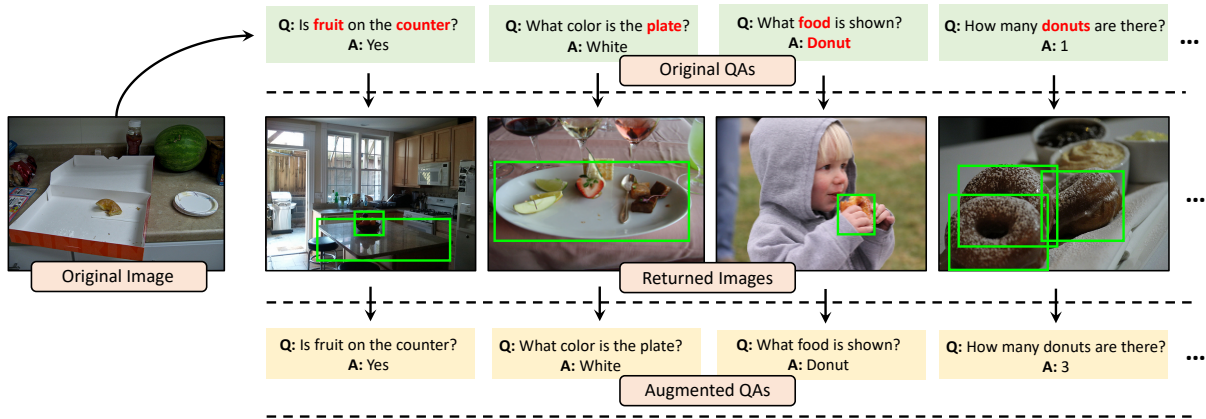 Q: Is fruit on the counter?
A: Yes
Q: What color is the plate?
A: White
Q: What food is shown?
A: Donut
Q: How many donuts are there?
A: 1
...
Original QAs
Original Image
Returned Images
...
Q: Is fruit on the counter?
A: Yes
Q: What color is the plate?
A: White
Q: What food is shown?
A: Donut
Q: How many donuts are there?
A: 3
...
Augmented QAs